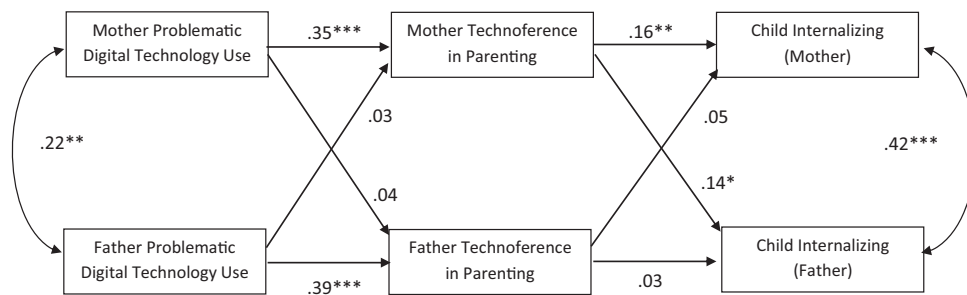 Mother Problematic
Digital Technology Use
.35***
Mother Technoference
in Parenting
.16**
Child Internalizing
(Mother)
.22**
.03
.04
.05
.14*
.42***
Father Problematic
Digital Technology Use
.39***
Father Technoference
in Parenting
.03
Child Internalizing
(Father)